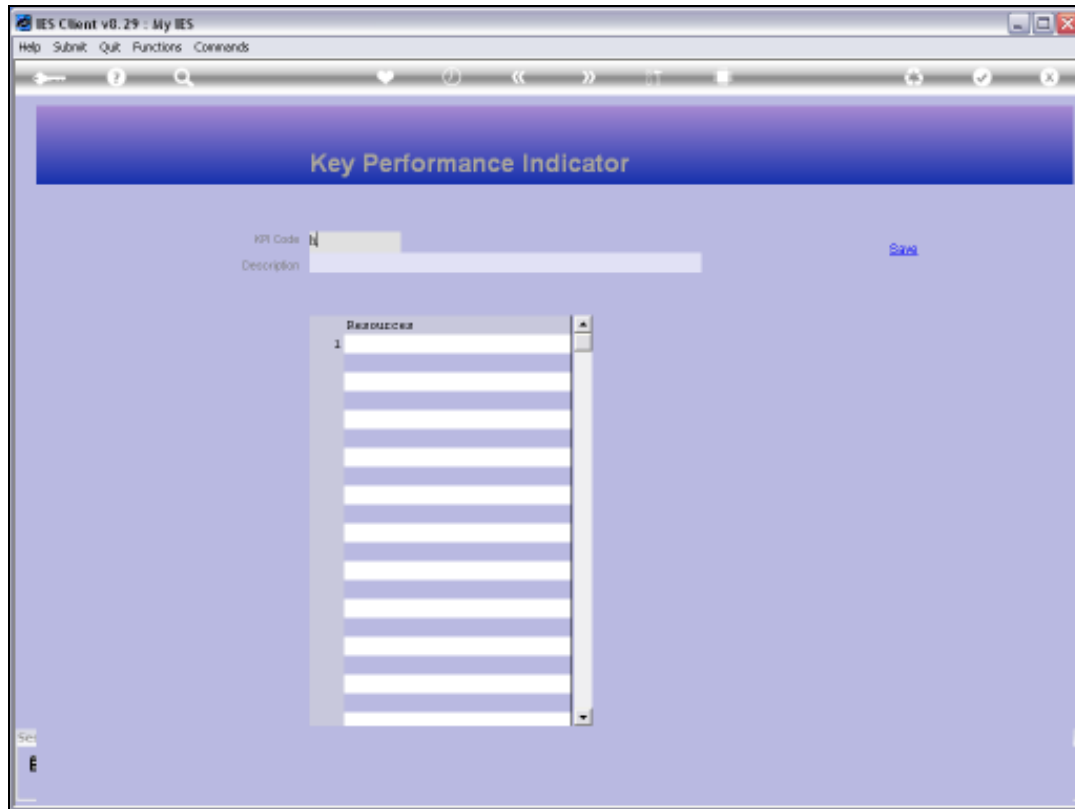 IES Client v8.29 : My IES
Help Submit Quit Functions Commands
Key Performance Indicator
KPI Code h
Save
Description
Resources
1